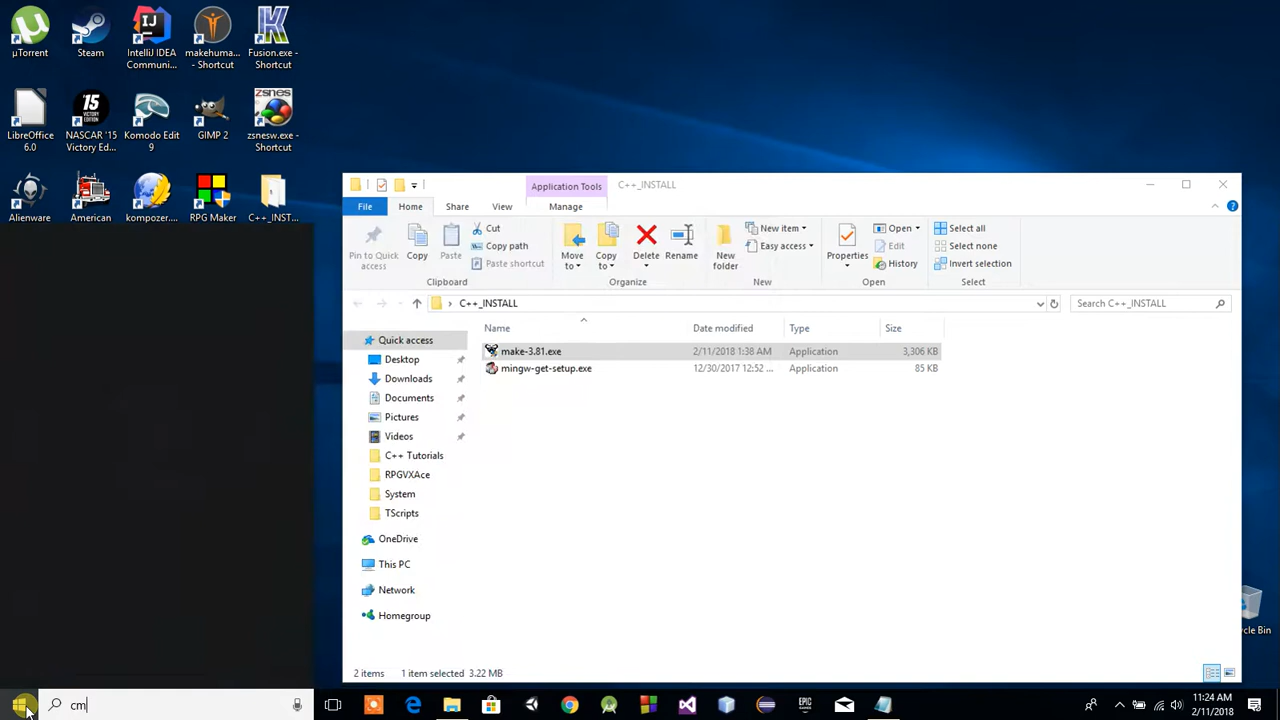 µTorrent
Steam
IntelliJ IDEA Communi...
makehuma... - Shortcut
Fusion.exe - Shortcut
LibreOffice 6.0
NASCAR '15 Victory Ed...
Komodo Edit 9
GIMP 2
zsnesw.exe - Shortcut
Alienware
American
kompozer....
RPG Maker
C++_INST...
Application Tools
C++_INSTALL
File
Home
Share
View
Manage
Pin to Quick access
Copy
Paste
Cut
Copy path
Paste shortcut
Clipboard
Move to
Copy to
Delete
Rename
Organize
New folder
New item
Easy access
New
Properties
Open
Edit
History
Open
Select all
Select none
Invert selection
Select
C++_INSTALL
Search C++_INSTALL
Name
Date modified
Type
Size
make-3.81.exe 2/11/2018 1:38 AM Application 3,306 KB
mingw-get-setup.exe 12/30/2017 12:52 ... Application 85 KB
Quick access
Desktop
Downloads
Documents
Pictures
Videos
C++ Tutorials
RPGVXAce
System
TScripts
OneDrive
This PC
Network
Homegroup
2 items 1 item selected 3.22 MB
cycle Bin
cm
EPIC GAMES
11:24 AM
2/11/2018